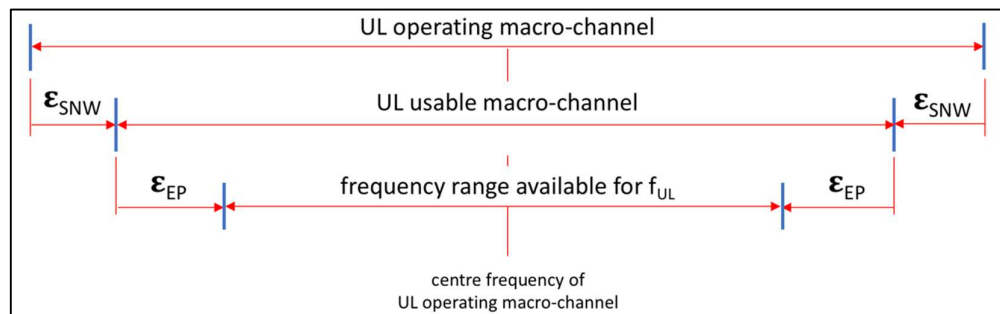 UL operating macro-channel
εSNW UL usable macro-channel εSNW
εEP frequency range available for fUL εEP
centre frequency of
UL operating macro-channel